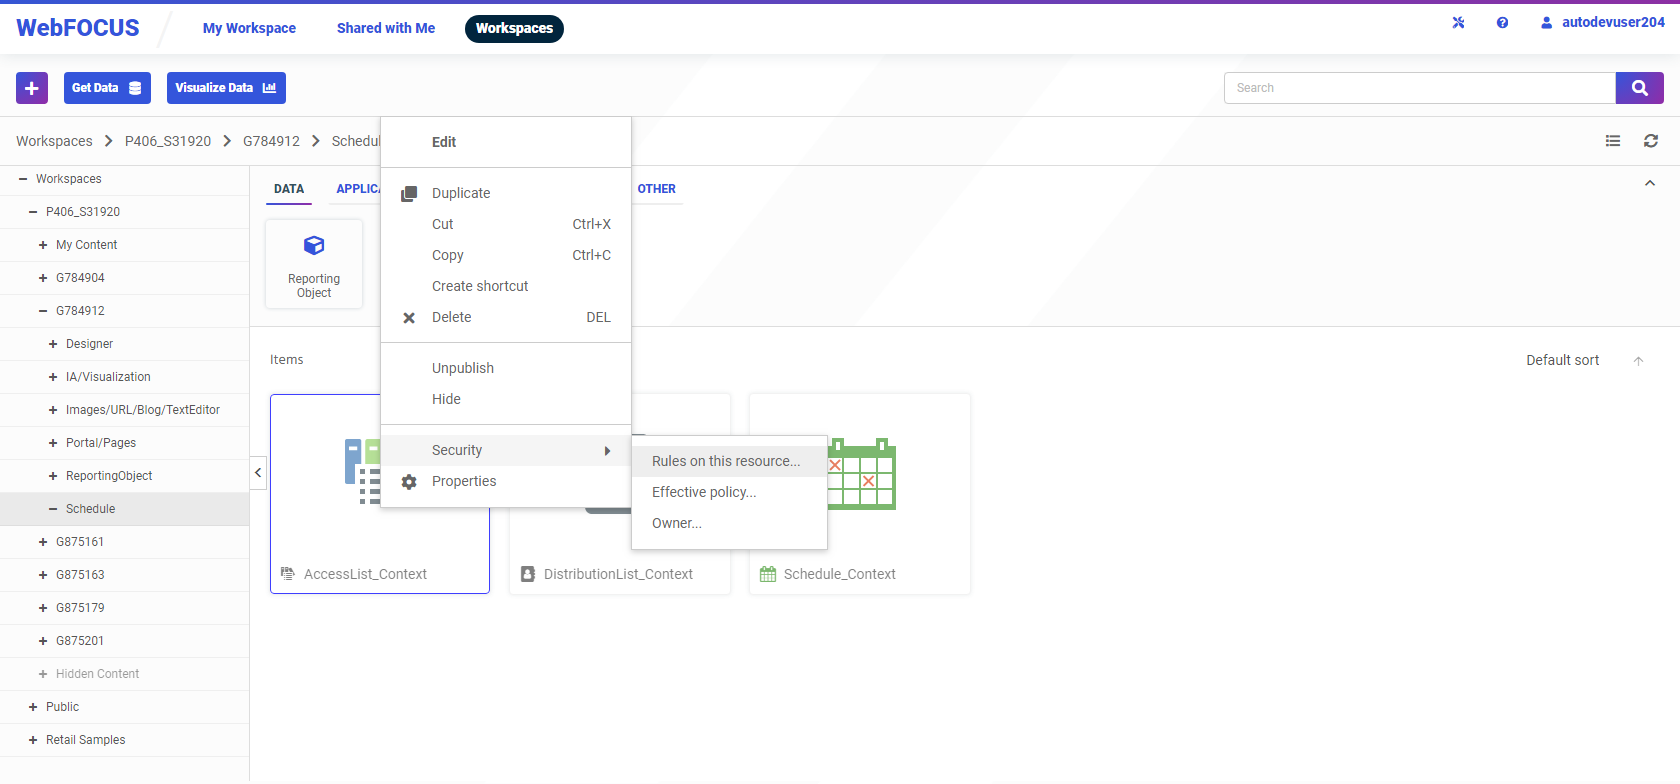 WebFOCUS
My Workspace
Shared with Me
Workspaces
autodevuser204
Get Data
Visualize Data
Search
Workspaces
P406_S31920
G784912
Schedul
Workspaces
P406_S31920
My Content
G784904
G784912
Designer
IA/Visualization
Images/URL/Blog/TextEditor
Portal/Pages
ReportingObject
Schedule
G875161
G875163
G875179
G875201
Hidden Content
Public
Retail Samples
DATA
APPLICA
OTHER
Reporting
Object
Edit
Duplicate
Cut Ctrl+X
Copy Ctrl+C
Create shortcut
Delete DEL
Unpublish
Hide
Security
Properties
Rules on this resource...
Effective policy...
Owner...
Items
Default sort
AccessList_Context
DistributionList_Context
Schedule_Context